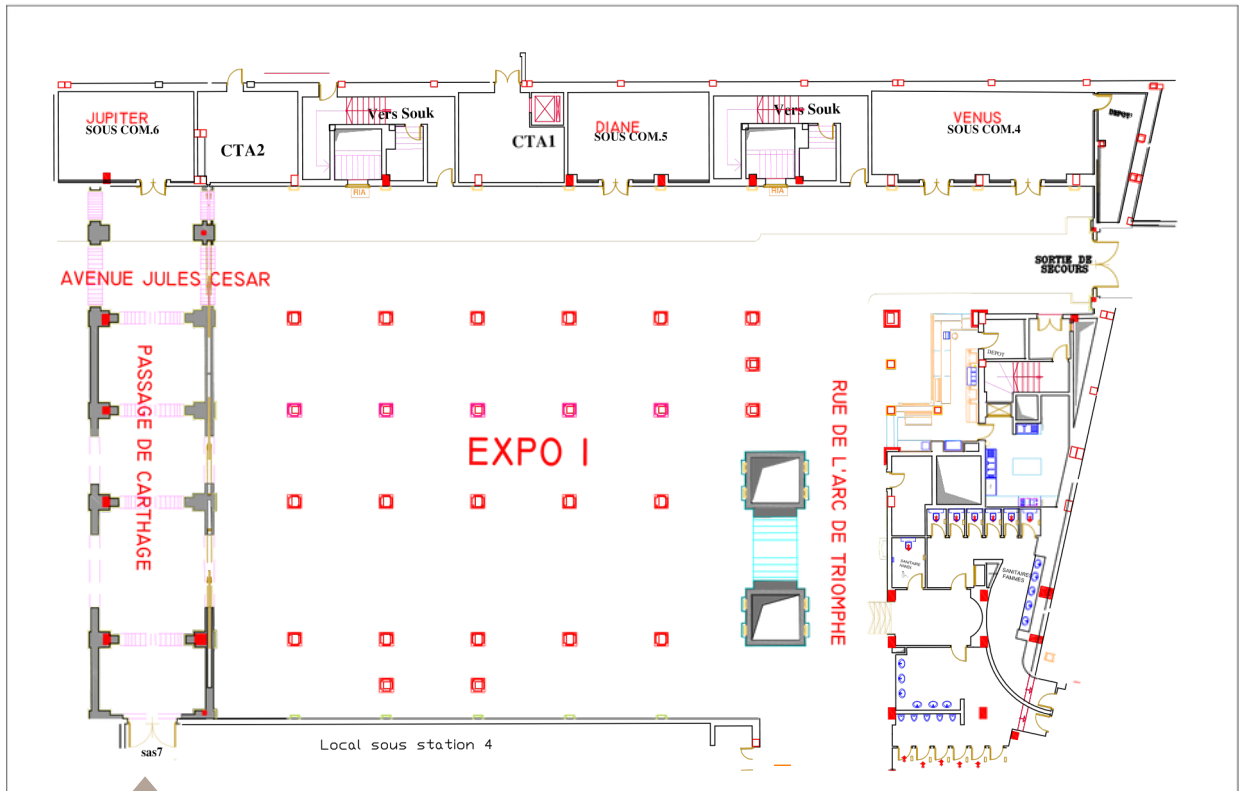 JUPITER
SOUS COM.6
CTA2
Vers Souk
CTA1
DIANE
SOUS COM.5
Vers Souk
VENUS
SOUS COM.4
DEPOT
RIA
RIA
SORTIE DE
SECOURS
AVENUE JULES CESAR
PASSAGE DE CARTHAGE
EXPO I
RUE DE L'ARC DE TRIOMPHE
DEPOT
SANITAIRE
SANITAIRES
FAMMES
sas7
Local sous station 4